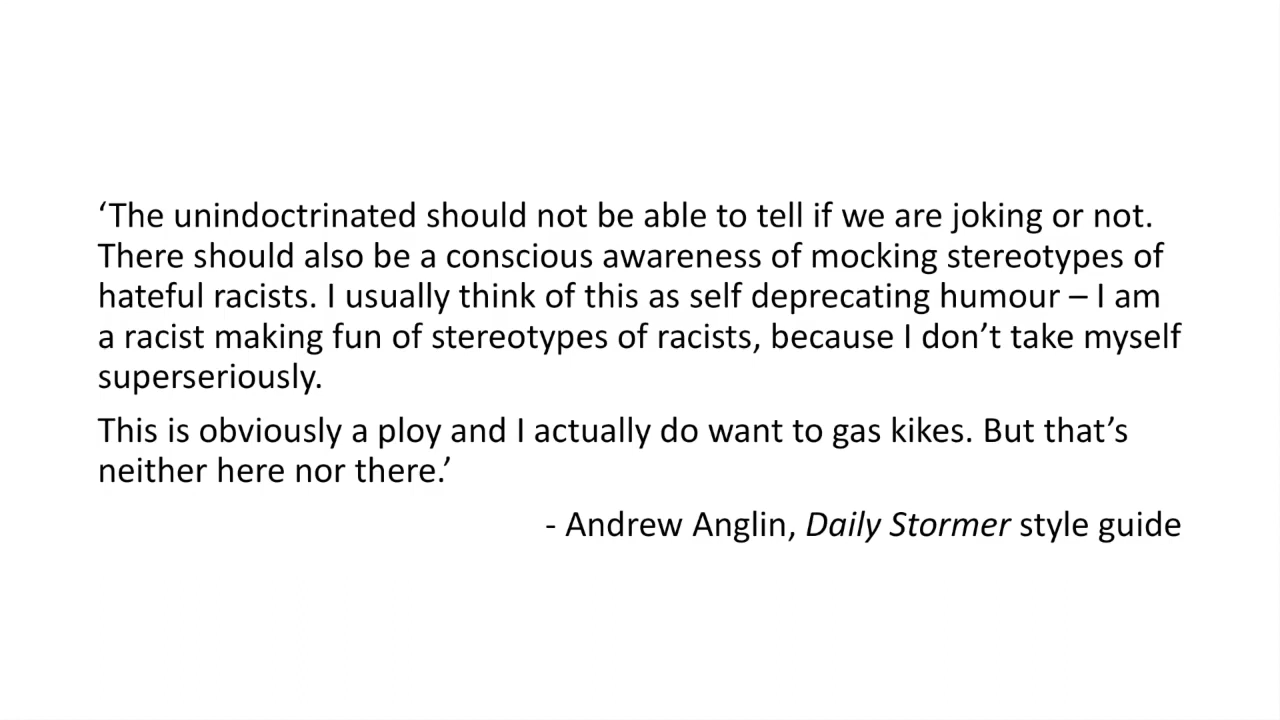 ‘The unindoctrinated should not be able to tell if we are joking or not.
There should also be a conscious awareness of mocking stereotypes of
hateful racists. I usually think of this as self deprecating humour – I am
a racist making fun of stereotypes of racists, because I don’t take myself
superseriously.
This is obviously a ploy and I actually do want to gas kikes. But that’s
neither here nor there.’
- Andrew Anglin, Daily Stormer style guide